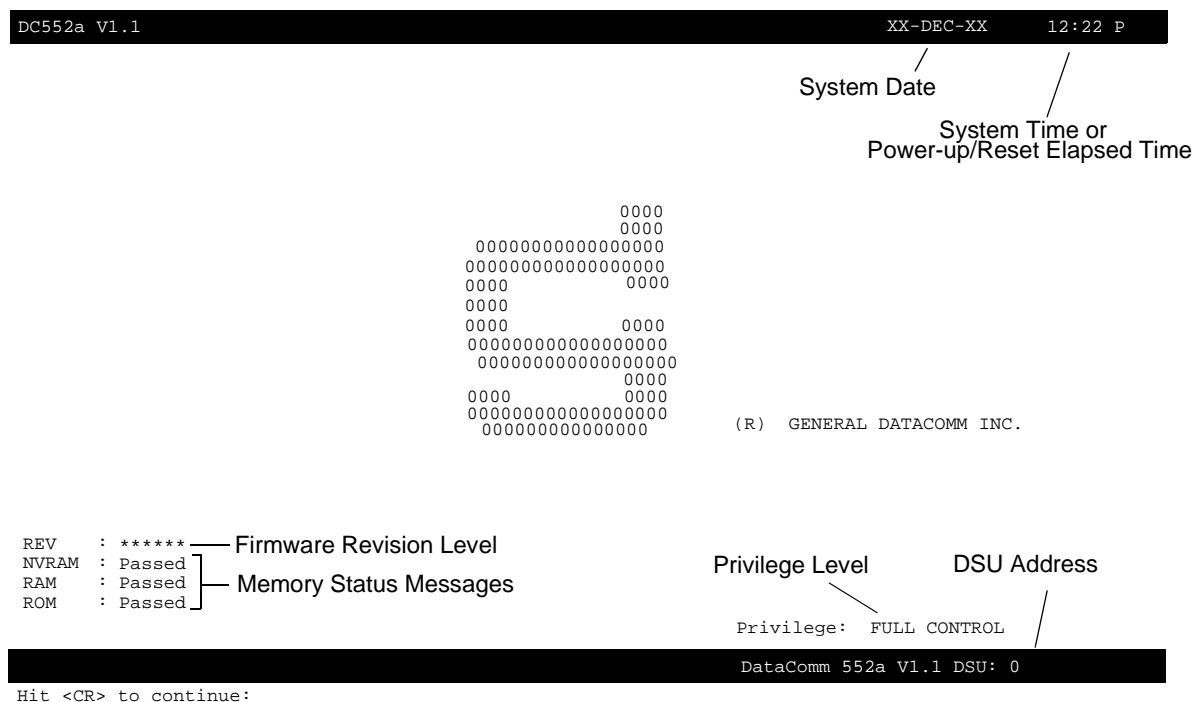 DC552a V1.1 XX-DEC-XX 12:22 P
System Date
System Time or
Power-up/Reset Elapsed Time
0000
0000
00000000000000000
000000000000000000
0000 0000
0000
0000 0000
000000000000000000
000000000000000000
0000
0000 0000
000000000000000000
000000000000000
(R) GENERAL DATACOMM INC.
REV : ****** Firmware Revision Level
NVRAM : Passed
RAM : Passed Memory Status Messages
ROM : Passed
Privilege Level DSU Address
Privilege: FULL CONTROL
DataComm 552a V1.1 DSU: 0
Hit <CR> to continue: